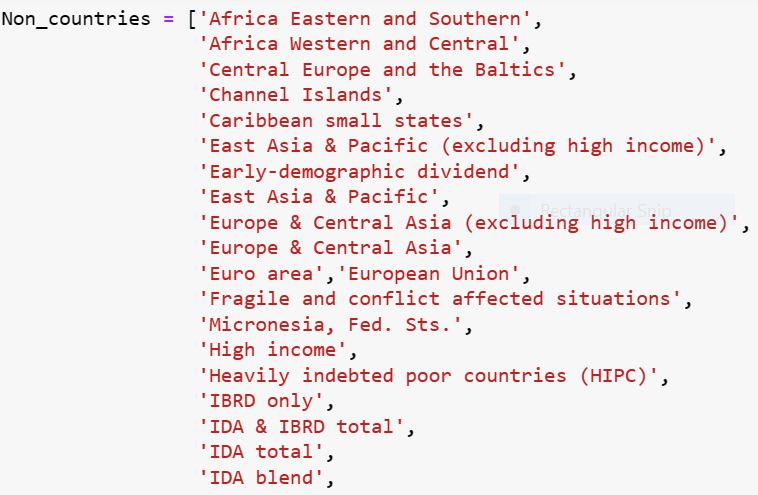 Non_countries = ['Africa Eastern and Southern',
'Africa Western and Central',
'Central Europe and the Baltics',
'Channel Islands',
'Caribbean small states',
'East Asia & Pacific (excluding high income)',
'Early-demographic dividend',
'East Asia & Pacific',
Rectangular Snip
'Europe & Central Asia (excluding high income)',
'Europe & Central Asia',
'Euro area','European Union',
'Fragile and conflict affected situations',
'Micronesia, Fed. Sts.',
'High income',
'Heavily indebted poor countries (HIPC)',
'IBRD only',
'IDA & IBRD total',
'IDA total',
'IDA blend',